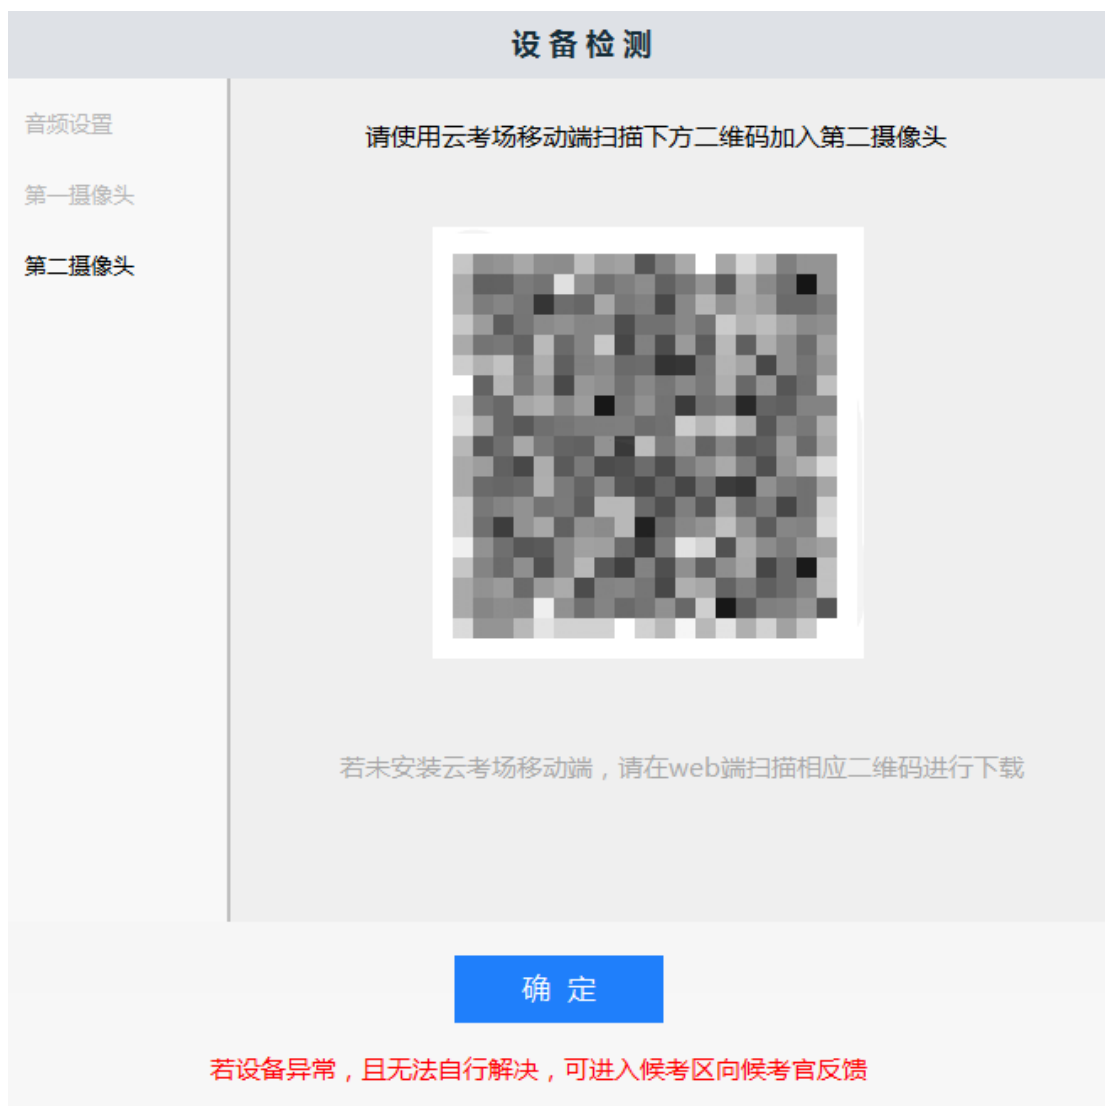 设备检测
音频设置
第一摄像头
第二摄像头
请使用云考场移动端扫描下方二维码加入第二摄像头
若未安装云考场移动端，请在web端扫描相应二维码进行下载
确 定
若设备异常，且无法自行解决，可进入候考区向候考官反馈